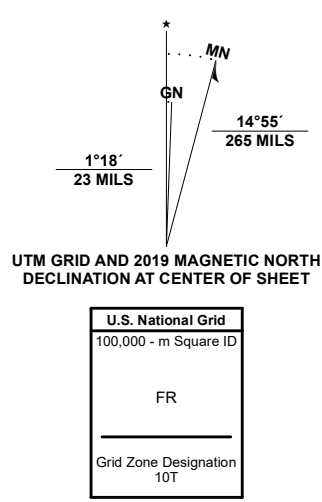 ★
MN
GN
14°55´
265 MILS
1°18´
23 MILS
UTM GRID AND 2019 MAGNETIC NORTH
DECLINATION AT CENTER OF SHEET
U.S. National Grid
100,000 - m Square ID
FR
Grid Zone Designation
10T